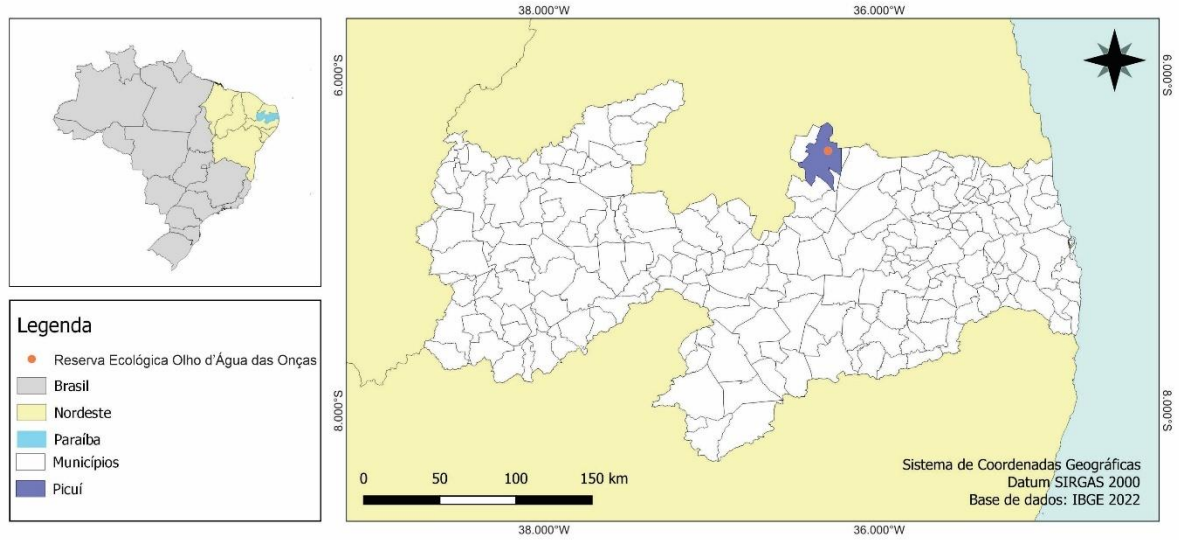 38.000°W
36.000°W
6.000°S
6.000°S
8.000°S
8.000°S
Legenda
Reserva Ecológica Olho d'Água das Onças
Brasil
Nordeste
Paraíba
Municípios
Picuí
0 50 100 150 km
Sistema de Coordenadas Geográficas
Datum SIRGAS 2000
Base de dados: IBGE 2022
38.000°W
36.000°W